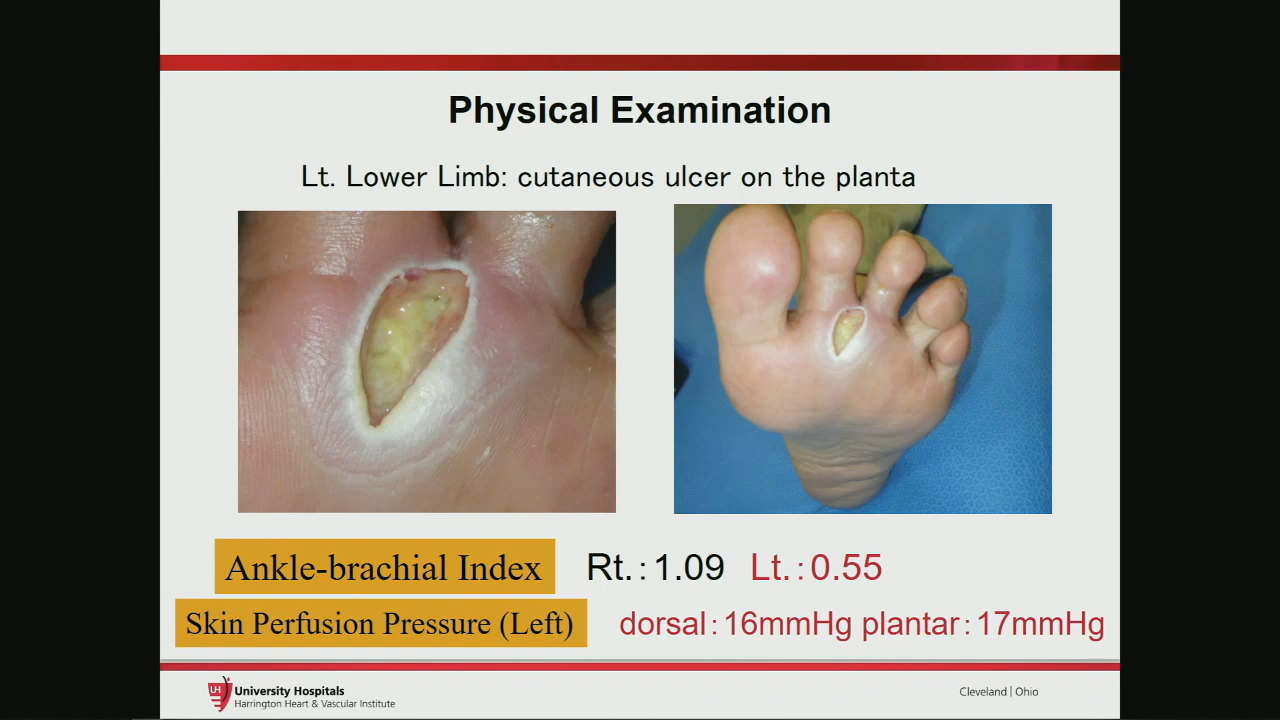 Physical Examination
Lt. Lower Limb: cutaneous ulcer on the planta
Ankle-brachial Index Rt.:1.09 Lt.:0.55
Skin Perfusion Pressure (Left) dorsal:16mmHg plantar:17mmHg
UH University Hospitals
Harrington Heart & Vascular Institute
Cleveland | Ohio